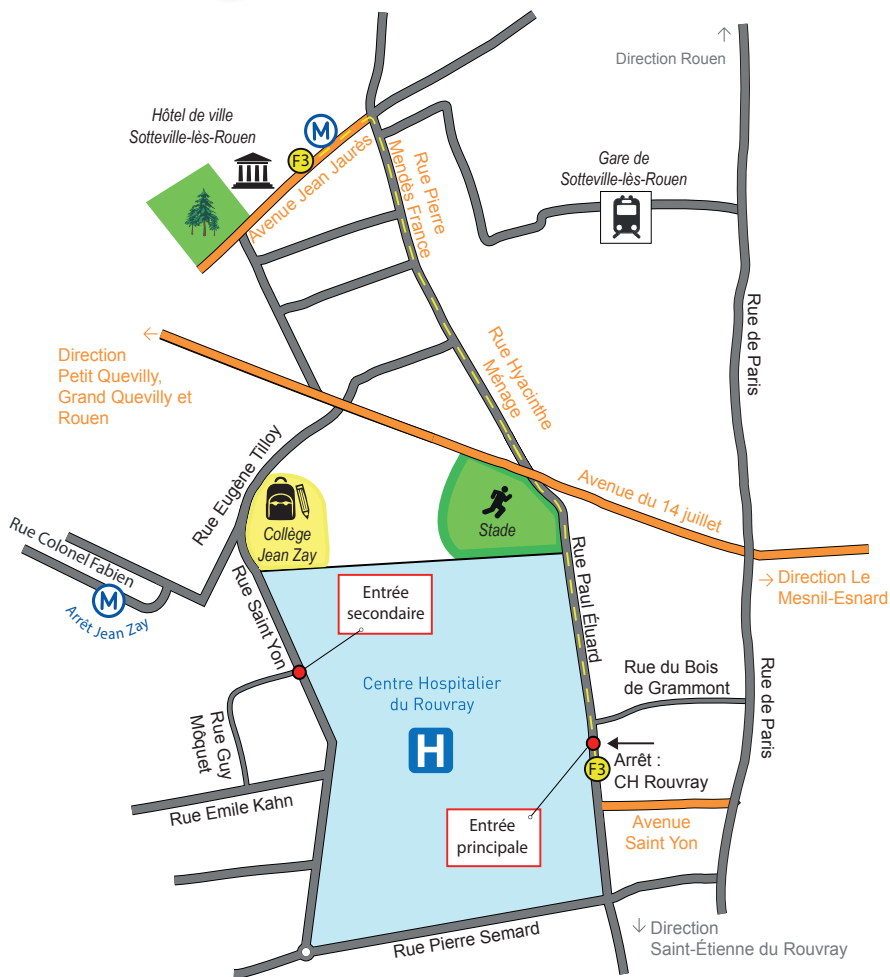 Direction Rouen
Hôtel de ville
Sotteville-lès-Rouen
M
F3
Avenue Jean Jaurès
Rue Pierre
Mendès France
Gare de
Sotteville-lès-Rouen
Rue de Paris
Direction
Petit Quevilly,
Grand Quevilly et
Rouen
Rue Hyacinthe
Ménage
Rue Eugène Tilloy
Avenue du 14 juillet
Collège
Jean Zay
Stade
Rue Colonel Fabien
M
Arrêt Jean Zay
Direction Le
Mesnil-Esnard
Rue Saint Yon
Entrée
secondaire
Rue Paul Éluard
Rue du Bois
de Grammont
Rue de Paris
Centre Hospitalier
du Rouvray
H
Rue Guy
Môquet
Arrêt :
CH Rouvray
F3
Rue Emile Kahn
Entrée
principale
Avenue
Saint Yon
Rue Pierre Semard
Direction
Saint-Étienne du Rouvray